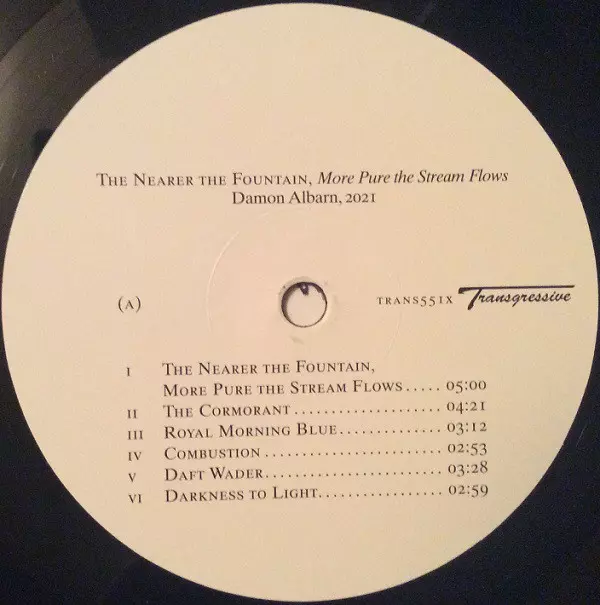 The Nearer the Fountain, More Pure the Stream Flows
Damon Albarn, 2021
(A)
TRANS551X Transgressive
I The Nearer the Fountain,
More Pure the Stream Flows ..... 05:00
II The Cormorant ..................... 04:21
III Royal Morning Blue .............. 03:12
IV Combustion ......................... 02:53
V Daft Wader .......................... 03:28
VI Darkness to Light ................. 02:59